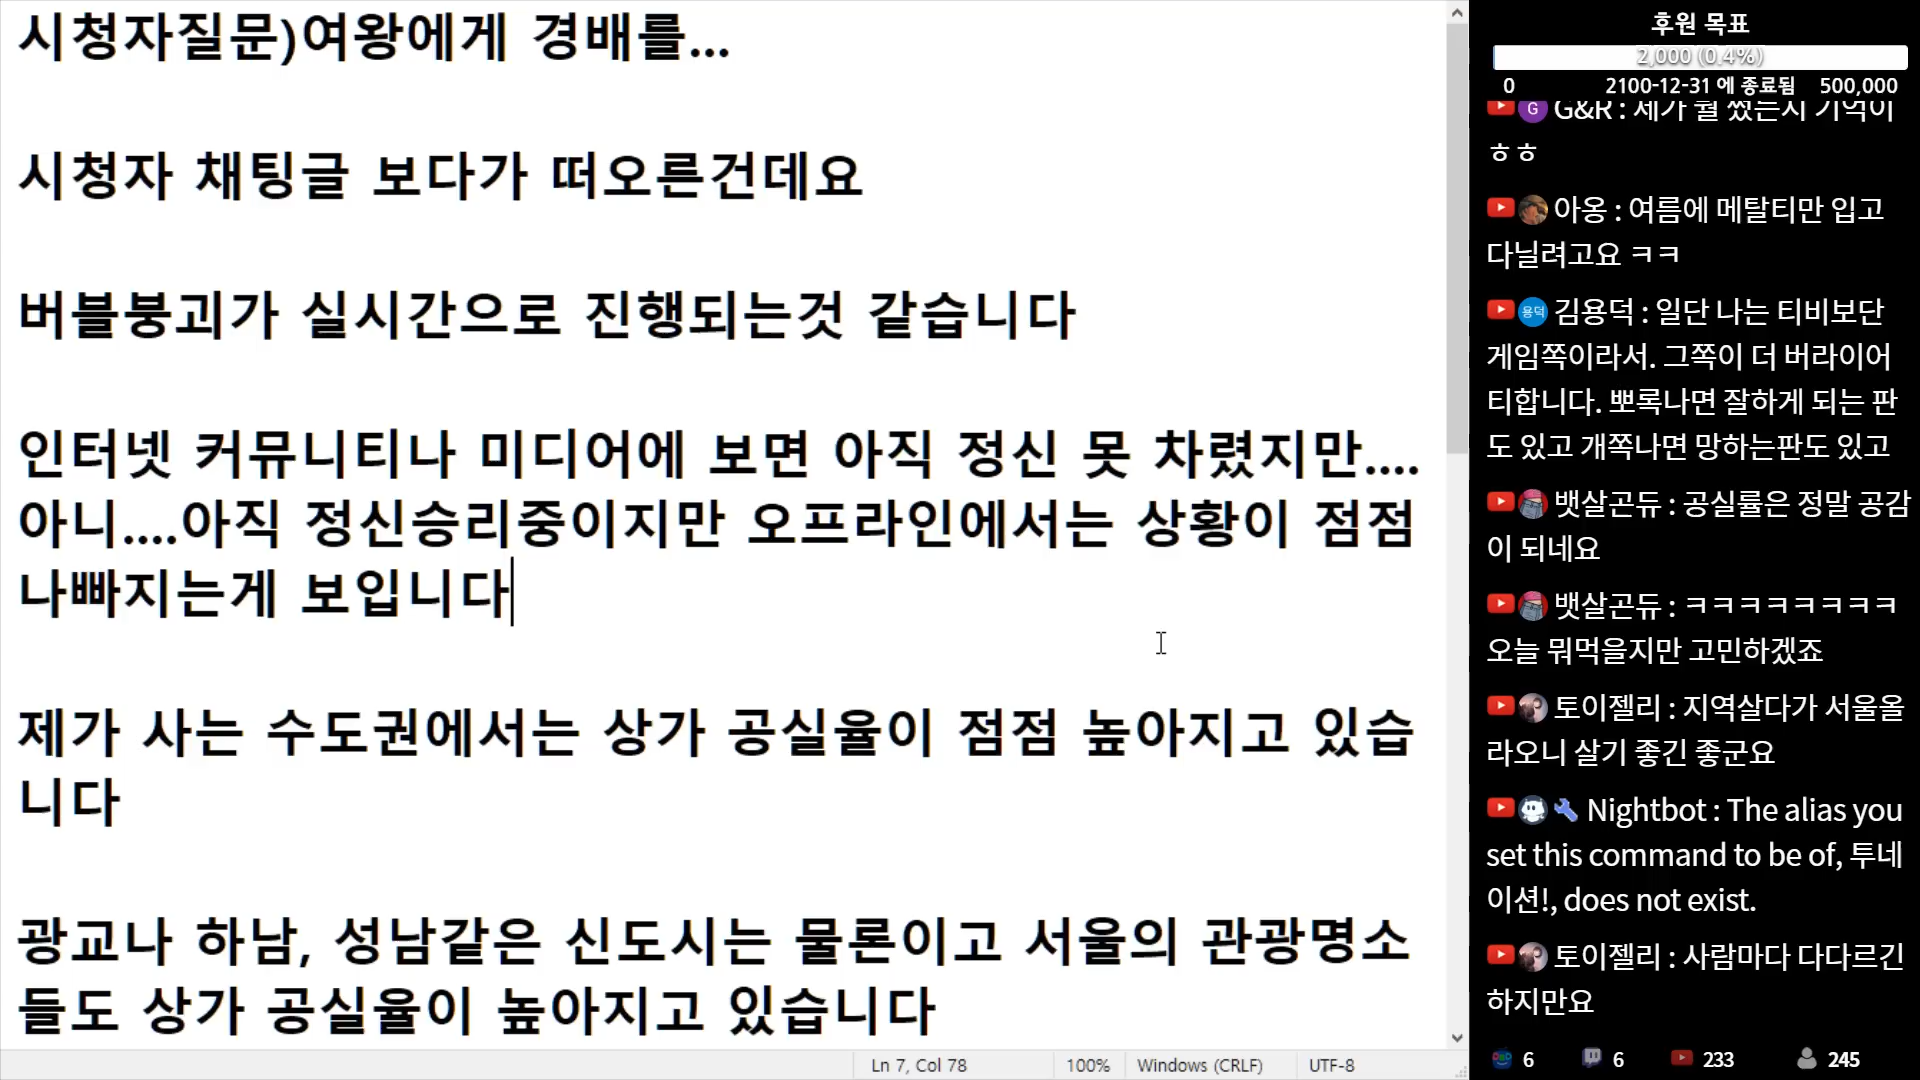 시청자질문)여왕에게 경배를...
시청자 채팅글 보다가 떠오른건데요
버블붕괴가 실시간으로 진행되는것 같습니다
인터넷 커뮤니티나 미디어에 보면 아직 정신 못 차렸지만....
아니....아직 정신승리중이지만 오프라인에서는 상황이 점점
나빠지는게 보입니다
제가 사는 수도권에서는 상가 공실율이 점점 높아지고 있습
니다
광교나 하남, 성남같은 신도시는 물론이고 서울의 관광명소
들도 상가 공실율이 높아지고 있습니다
Ln 7, Col 78
100%
Windows (CRLF)
UTF-8
후원 목표
2,000 (0.4%)
0
2100-12-31 에 종료됨
500,000
G&R : 제가 뭘 썼는지 기억이
ㅎㅎ
아옹 : 여름에 메탈티만 입고
다닐려고요 ㅋㅋ
용덕 김용덕 : 일단 나는 티비보단
게임쪽이라서. 그쪽이 더 버라이어
티합니다. 뽀록나면 잘하게 되는 판
도 있고 개쪽나면 망하는판도 있고
뱃살곤듀 : 공실률은 정말 공감
이 되네요
뱃살곤듀 : ㅋㅋㅋㅋㅋㅋㅋㅋ
오늘 뭐먹을지만 고민하겠죠
토이젤리 : 지역살다가 서울올
라오니 살기 좋긴 좋군요
Nightbot : The alias you
set this command to be of, 투네
이션!, does not exist.
토이젤리 : 사람마다 다다르긴
하지만요
6
6
233
245